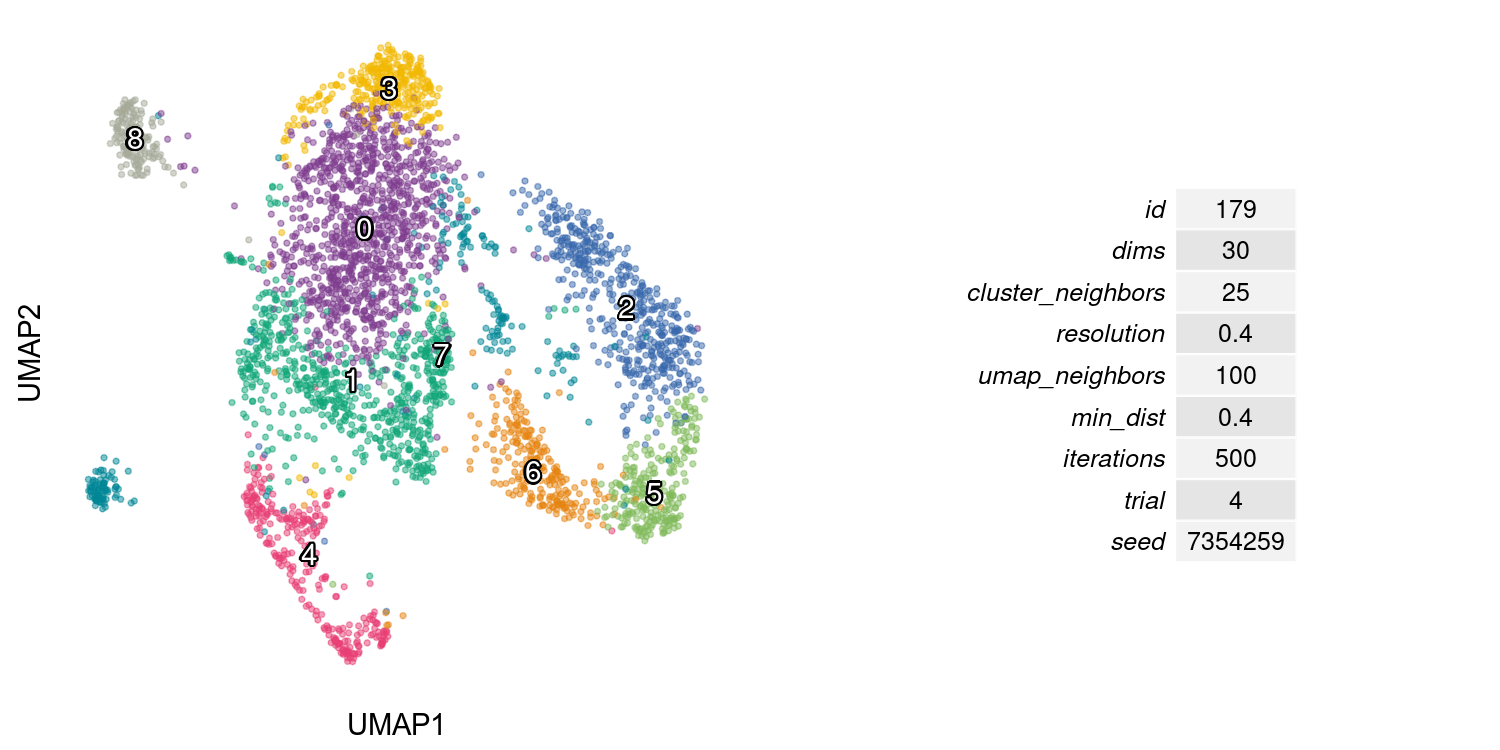 3
8
0
2
7
1
6
5
4
UMAP2
UMAP1
id 179
dims 30
cluster_neighbors 25
resolution 0.4
umap_neighbors 100
min_dist 0.4
iterations 500
trial 4
seed 7354259